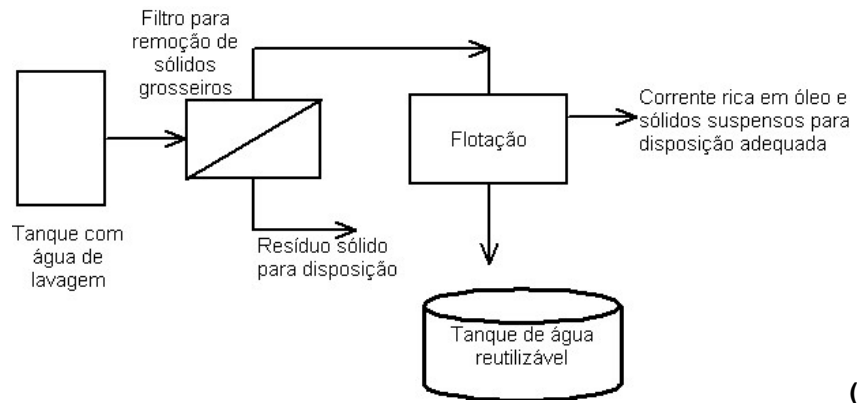 Filtro para
remoção de
sólidos
grosseiros
Corrente rica em óleo e
sólidos suspensos para
disposição adequada
Flotação
Tanque com
água de
lavagem
Resíduo sólido
para disposição
Tanque de água
reutilizável
(